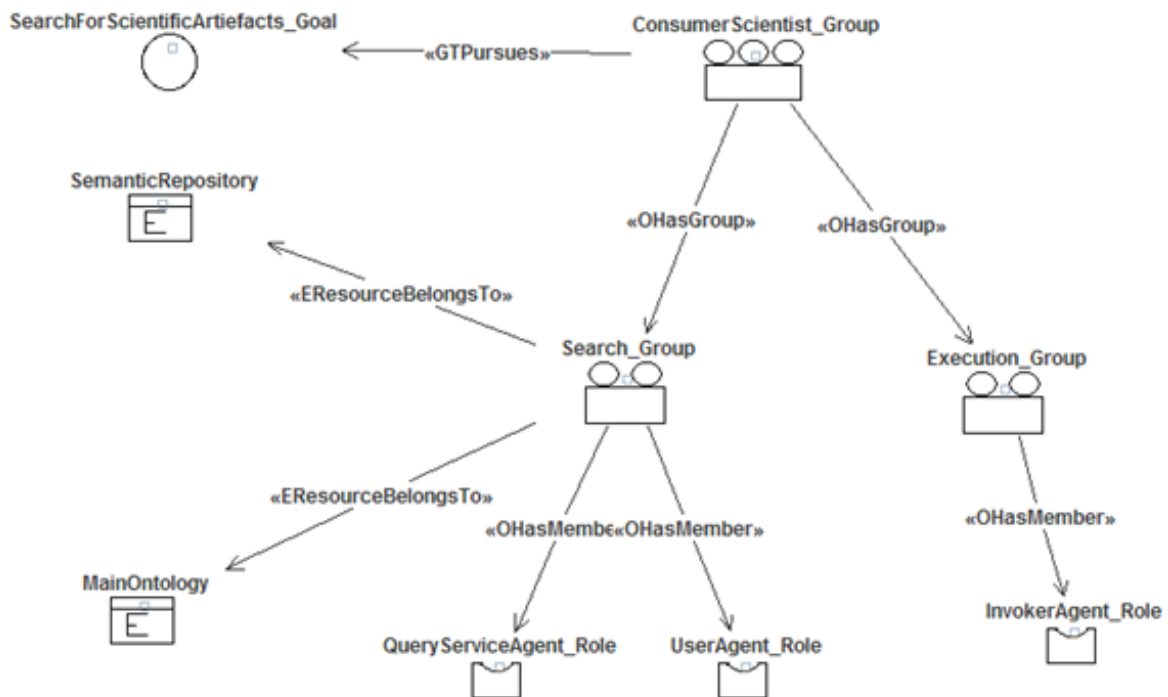 SearchForScientificArtiefacts_Goal
ConsumerScientist_Group
«GTPursues»
SemanticRepository
E
«OHasGroup»
«OHasGroup»
«EResourceBelongsTo»
Search_Group
Execution_Group
«EResourceBelongsTo»
«OHasMembe
«OHasMember»
«OHasMember»
MainOntology
E
QueryServiceAgent_Role
UserAgent_Role
InvokerAgent_Role